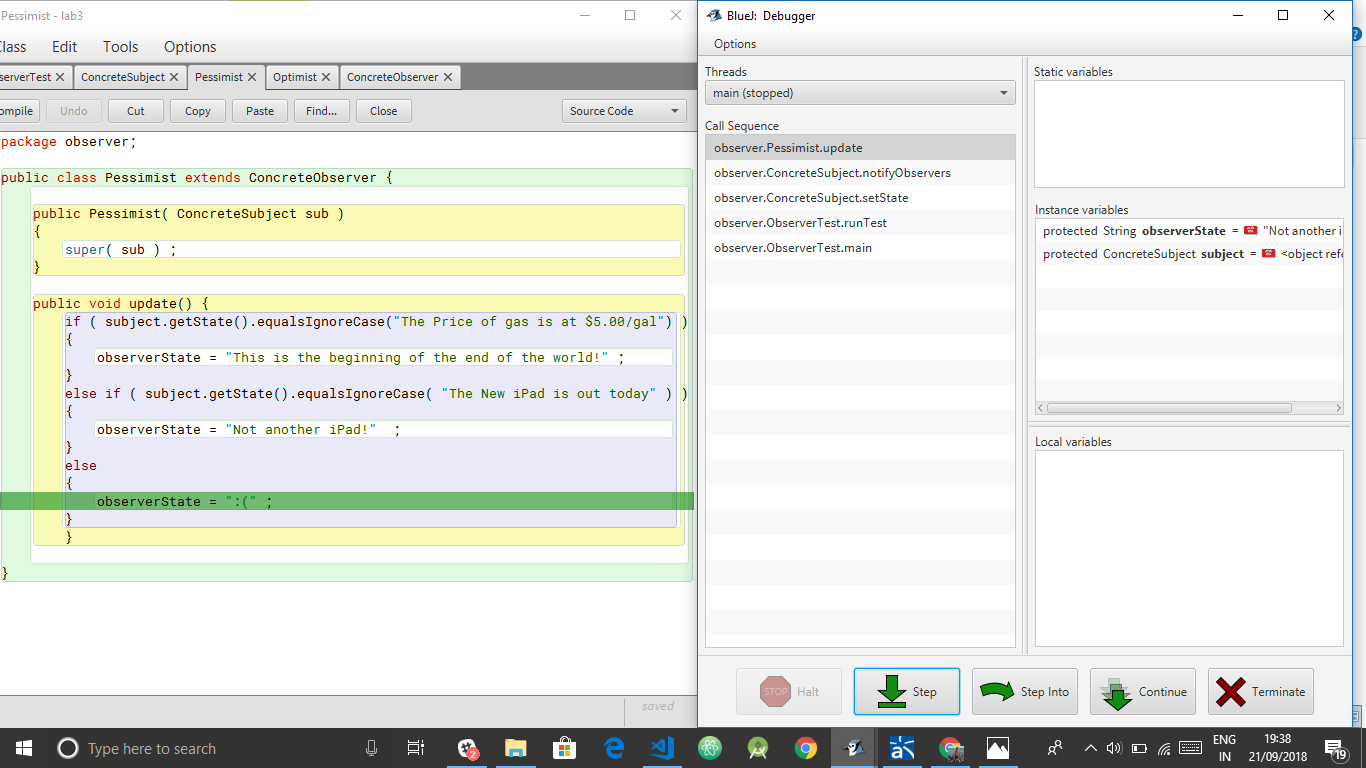 Pessimist - lab3
lass Edit Tools Options
serverTest ConcreteSubject Pessimist Optimist ConcreteObserver
ompile Undo Cut Copy Paste Find... Close Source Code
package observer;
public class Pessimist extends ConcreteObserver {
public Pessimist( ConcreteSubject sub )
{
super( sub ) ;
}
public void update() {
if ( subject.getState().equalsIgnoreCase("The Price of gas is at $5.00/gal") )
{
observerState = "This is the beginning of the end of the world!" ;
}
else if ( subject.getState().equalsIgnoreCase( "The New iPad is out today" ) )
{
observerState = "Not another iPad!"  ;
}
else
{
observerState = ":(" ;
}
}
}
saved
BlueJ: Debugger
Options
Threads
main (stopped)
Call Sequence
observer.Pessimist.update
observer.ConcreteSubject.notifyObservers
observer.ConcreteSubject.setState
observer.ObserverTest.runTest
observer.ObserverTest.main
Static variables
Instance variables
protected String observerState = "Not another i
protected ConcreteSubject subject = <object refe
Local variables
STOP Halt Step Step Into Continue Terminate
Type here to search
2
ENG
IN
19:38
21/09/2018
19